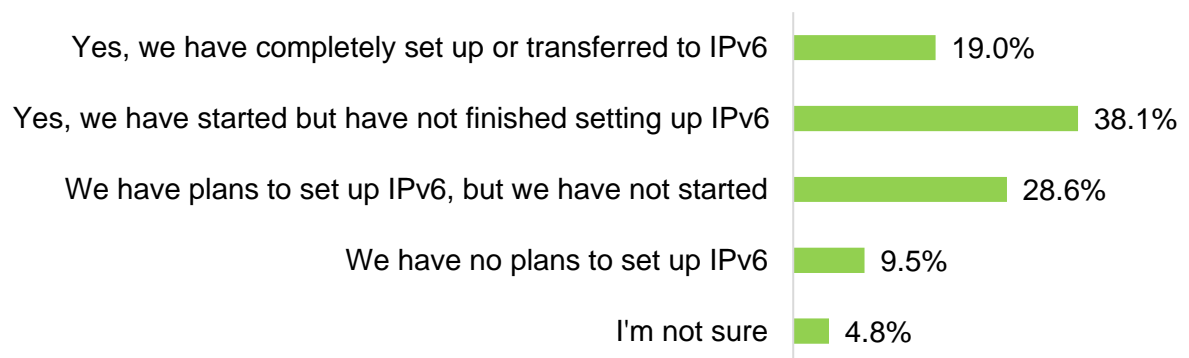 Yes, we have completely set up or transferred to IPv6 19.0%
Yes, we have started but have not finished setting up IPv6 38.1%
We have plans to set up IPv6, but we have not started 28.6%
We have no plans to set up IPv6 9.5%
I'm not sure 4.8%